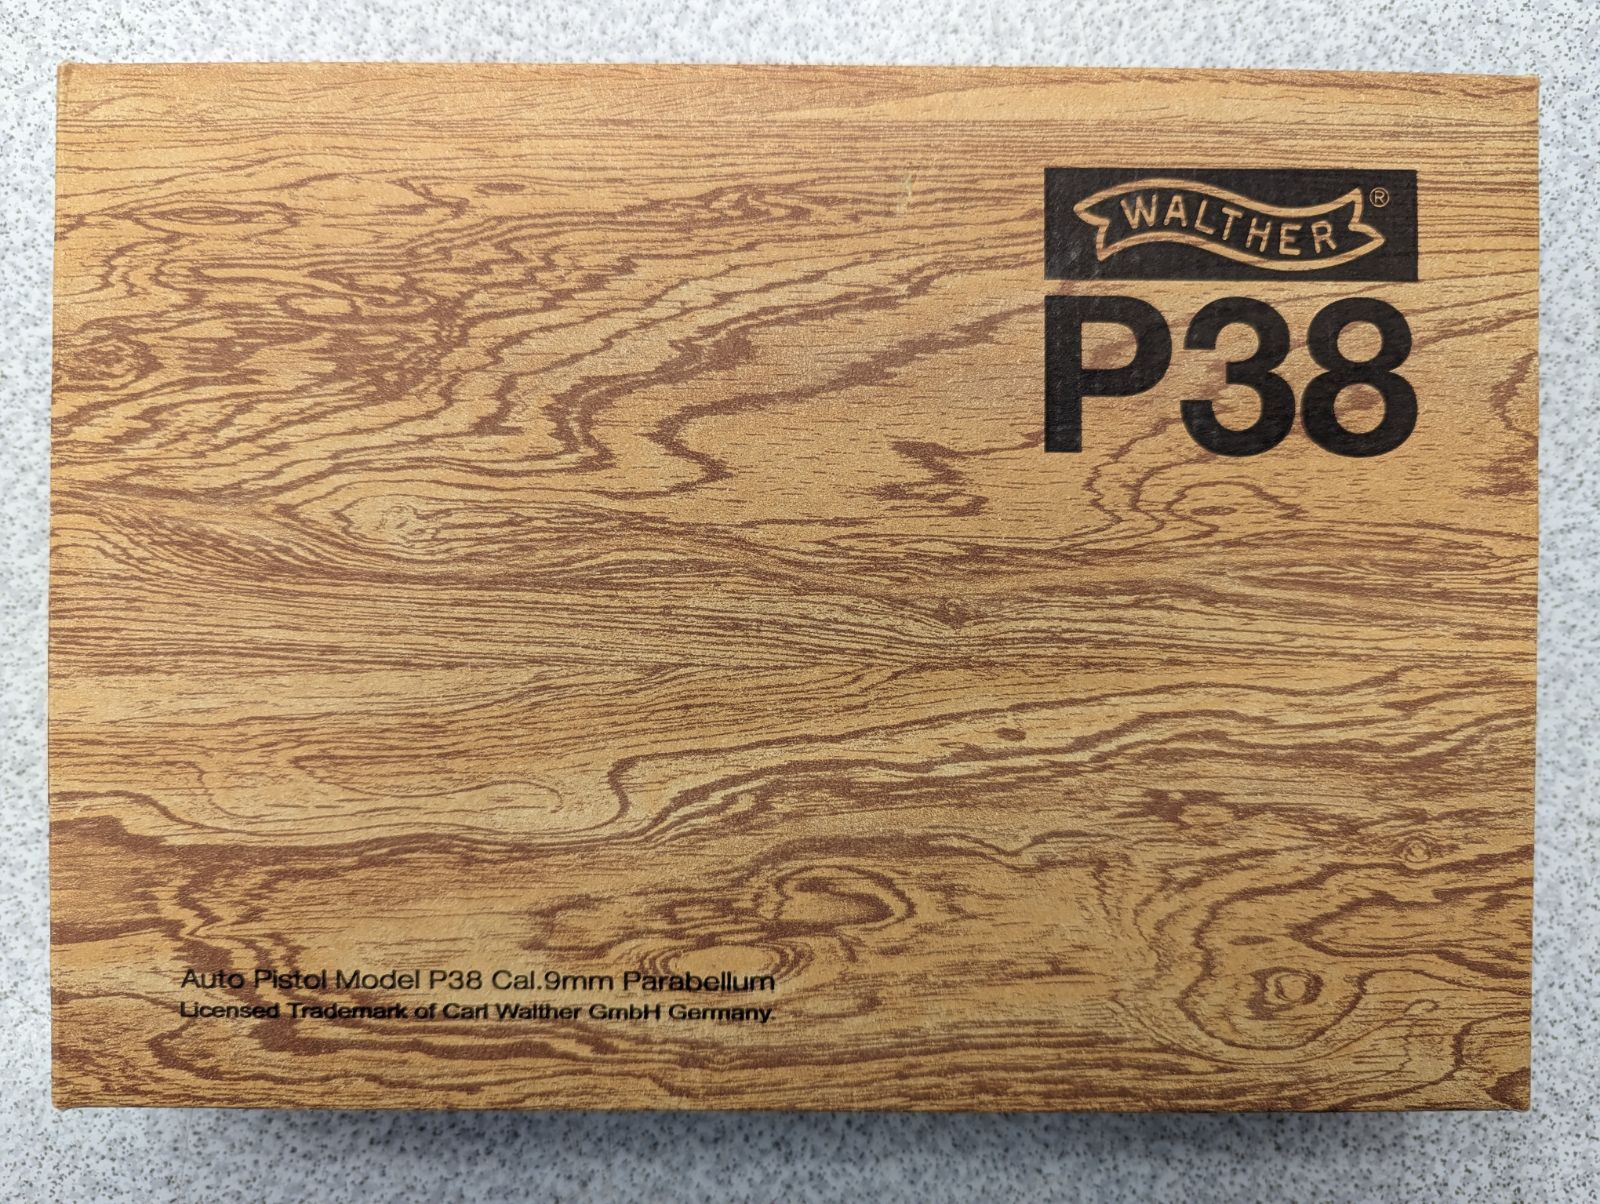 WALTHER®
P38
Auto Pistol Model P38 Cal.9mm Parabellum
Licensed Trademark of Carl Walther GmbH Germany.